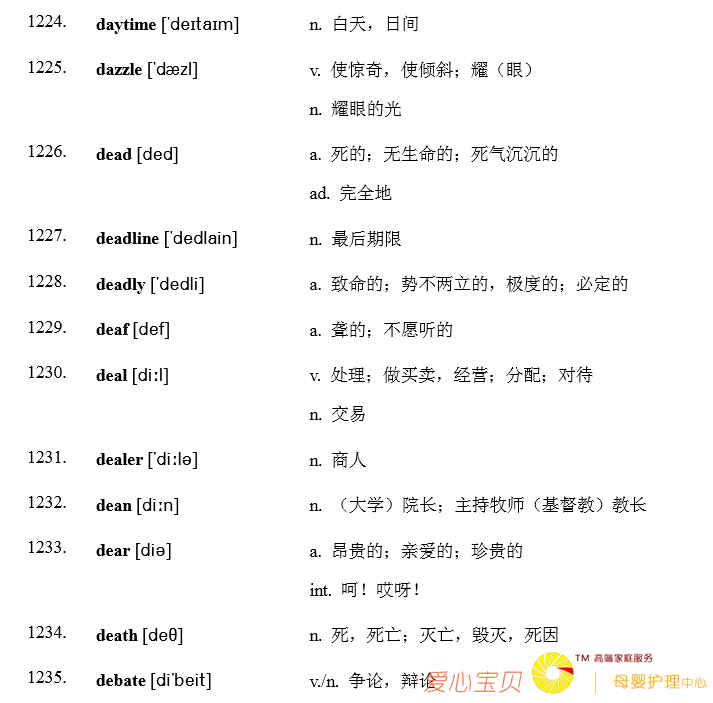 1224. daytime [ˈdeɪtaɪm] n. 白天，日间
1225. dazzle [ˈdæzl] v. 使惊奇，使倾斜；耀（眼）
n. 耀眼的光
1226. dead [ded] a. 死的；无生命的；死气沉沉的
ad. 完全地
1227. deadline [ˈdedlain] n. 最后期限
1228. deadly [ˈdedli] a. 致命的；势不两立的，极度的；必定的
1229. deaf [def] a. 聋的；不愿听的
1230. deal [diːl] v. 处理；做买卖，经营；分配；对待
n. 交易
1231. dealer [ˈdiːlə] n. 商人
1232. dean [diːn] n. （大学）院长；主持牧师（基督教）教长
1233. dear [diə] a. 昂贵的；亲爱的；珍贵的
int. 呵！哎呀！
1234. death [deθ] n. 死，死亡；灭亡，毁灭，死因
1235. debate [diˈbeit] v./n. 争论，辩论
爱心宝贝 TM 高端家庭服务 母婴护理中心